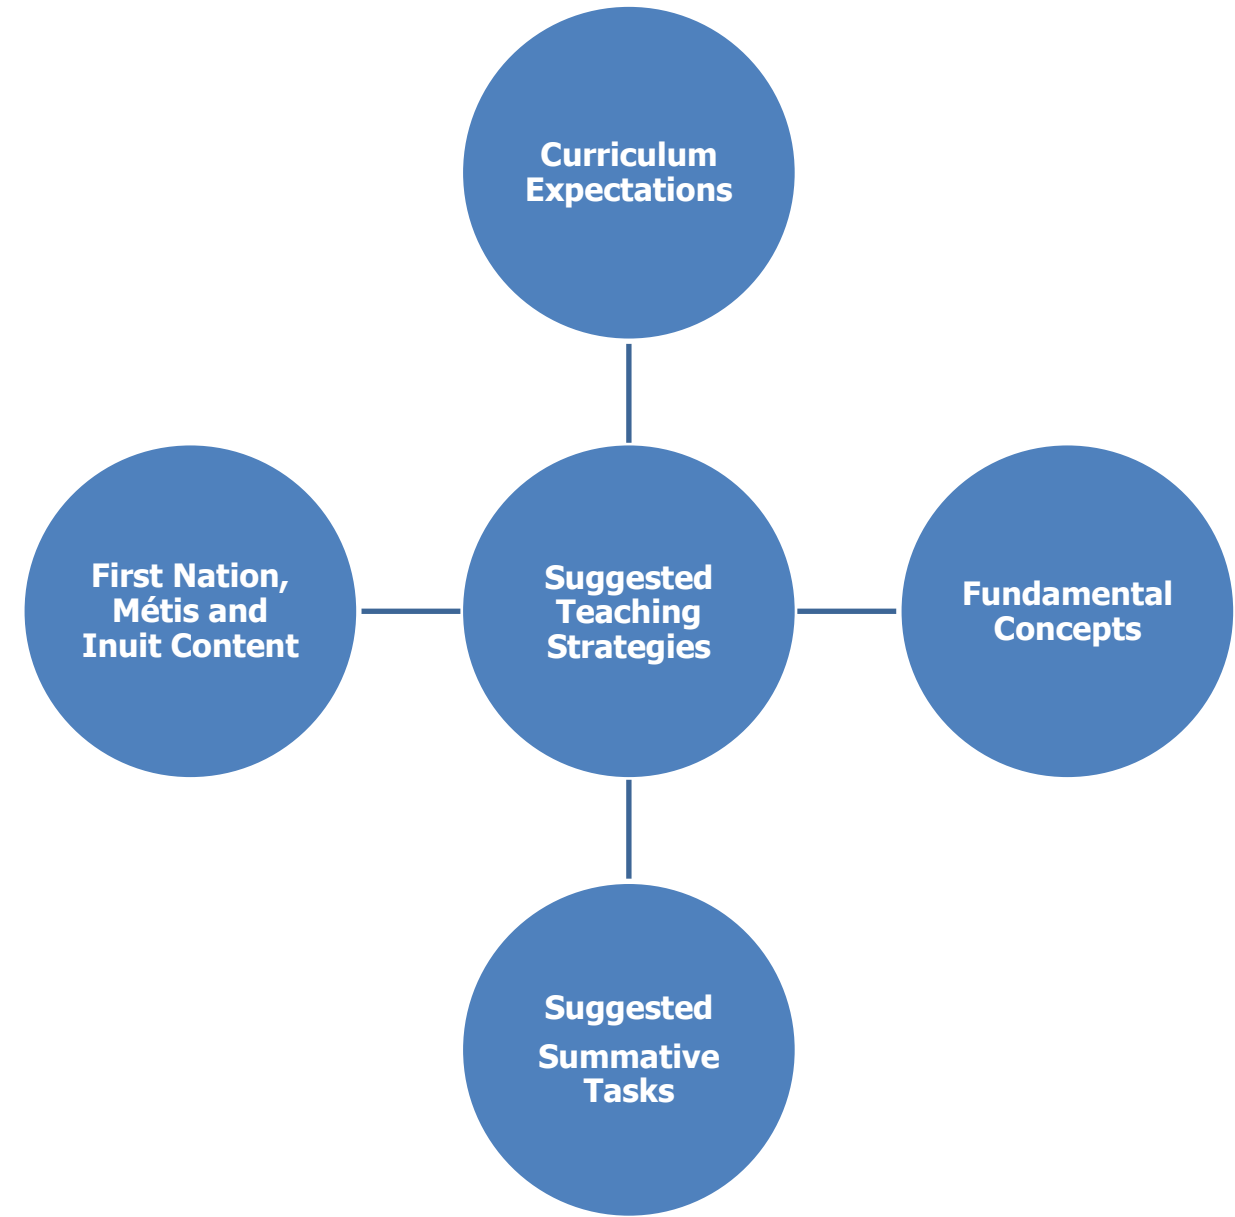 Curriculum
Expectations
First Nation,
Métis and
Inuit Content
Suggested
Teaching
Strategies
Fundamental
Concepts
Suggested
Summative
Tasks